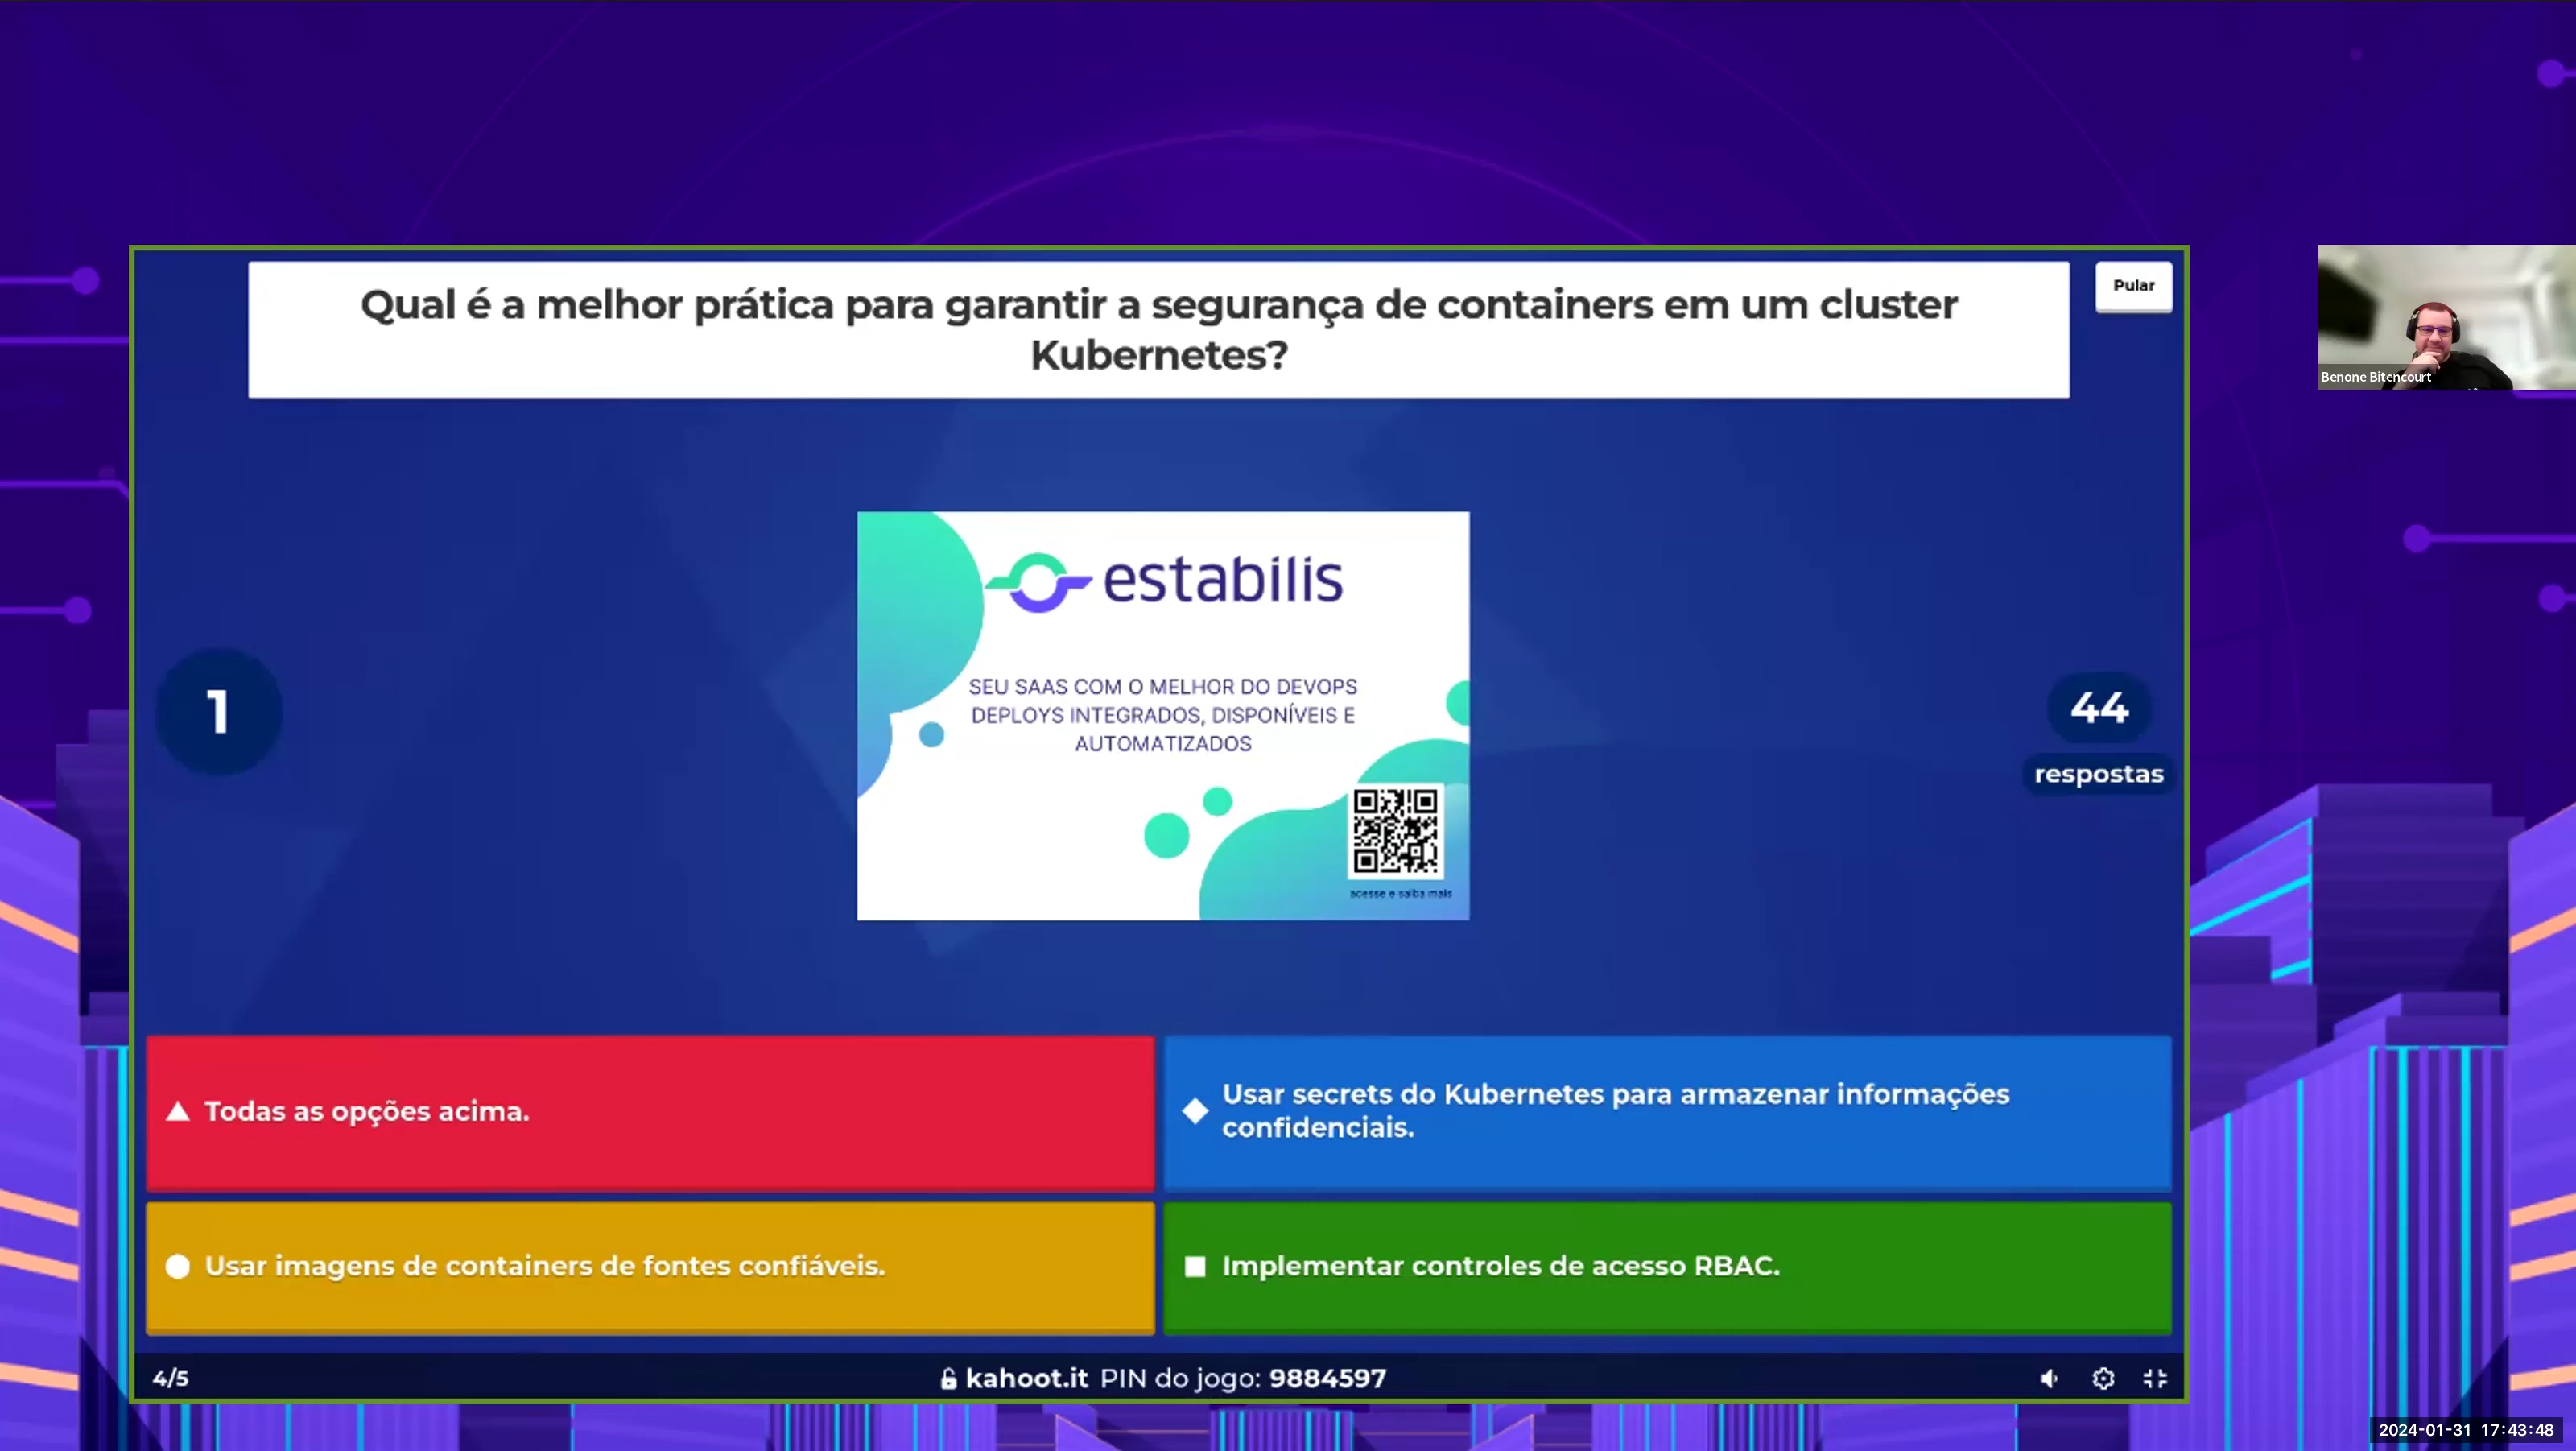 Qual é a melhor prática para garantir a segurança de containers em um cluster
Kubernetes?
Pular
Benone Bitencourt
estabilis
SEU SAAS COM O MELHOR DO DEVOPS
DEPLOYS INTEGRADOS, DISPONÍVEIS E
AUTOMATIZADOS
acesse e saiba mais
1
44
respostas
Todas as opções acima.
Usar secrets do Kubernetes para armazenar informações
confidenciais.
Usar imagens de containers de fontes confiáveis.
Implementar controles de acesso RBAC.
4/5
kahoot.it PIN do jogo: 9884597
2024-01-31 17:43:48